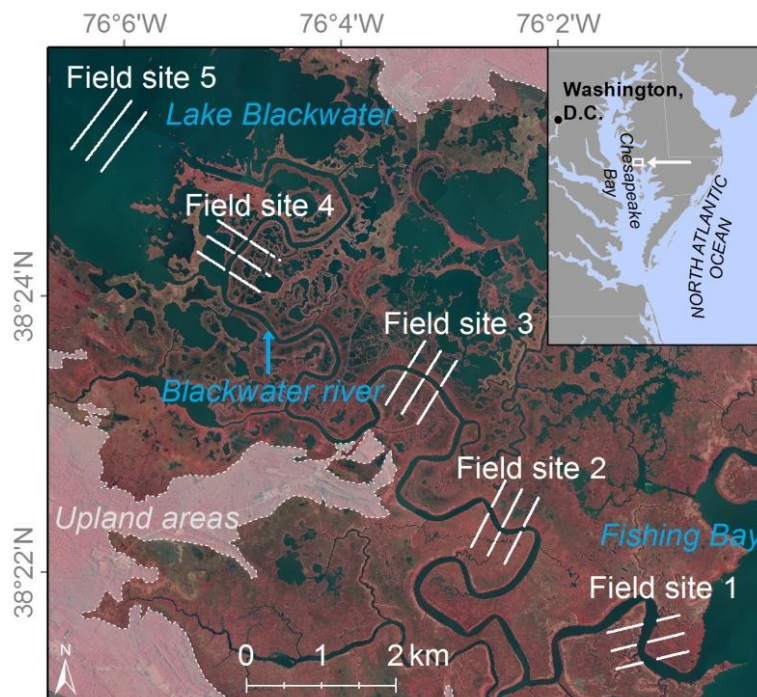 76°6'W
76°4'W
76°2'W
Field site 5
Lake Blackwater
Washington,
D.C.
Chesapeake
Bay
NORTH ATLANTIC
OCEAN
Field site 4
38°24'N
Field site 3
Blackwater river
Field site 2
Upland areas
Fishing Bay
38°22'N
Field site 1
N
0 1 2 km